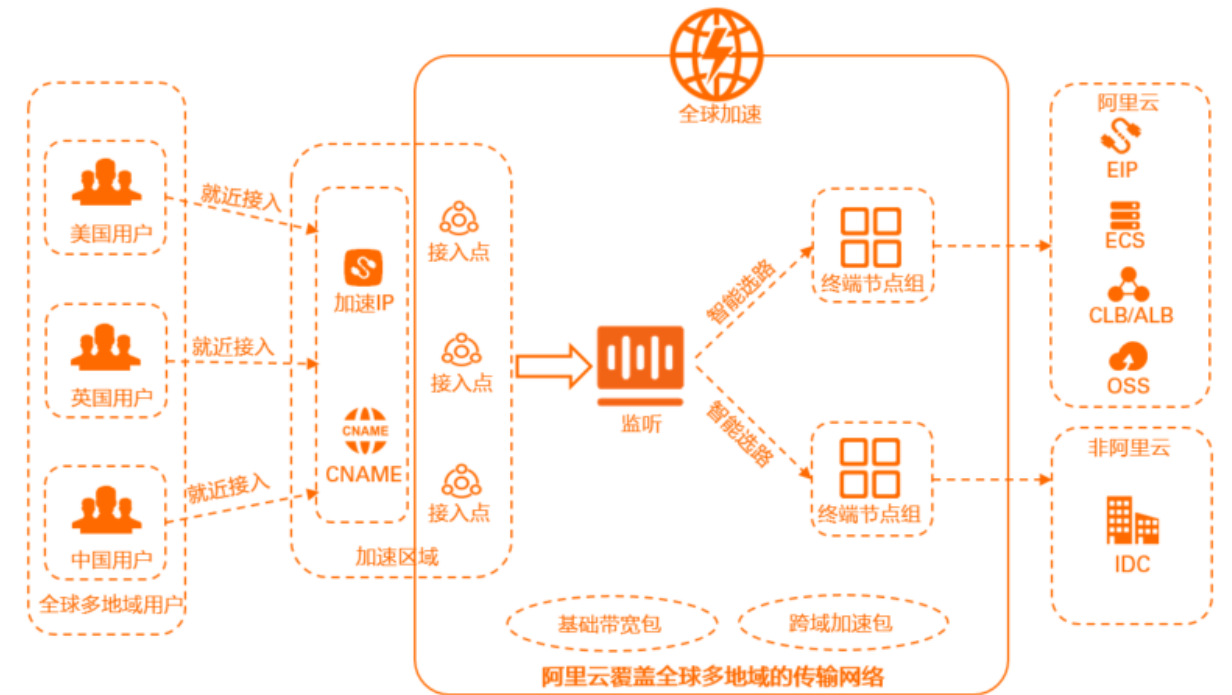 全球加速
阿里云
EIP
ECS
CLB/ALB
OSS
美国用户
英国用户
中国用户
全球多地域用户
就近接入
就近接入
就近接入
加速IP
CNAME
CNAME
接入点
接入点
接入点
加速区域
监听
智能选路
智能选路
终端节点组
终端节点组
非阿里云
IDC
基础带宽包
跨域加速包
阿里云覆盖全球多地域的传输网络